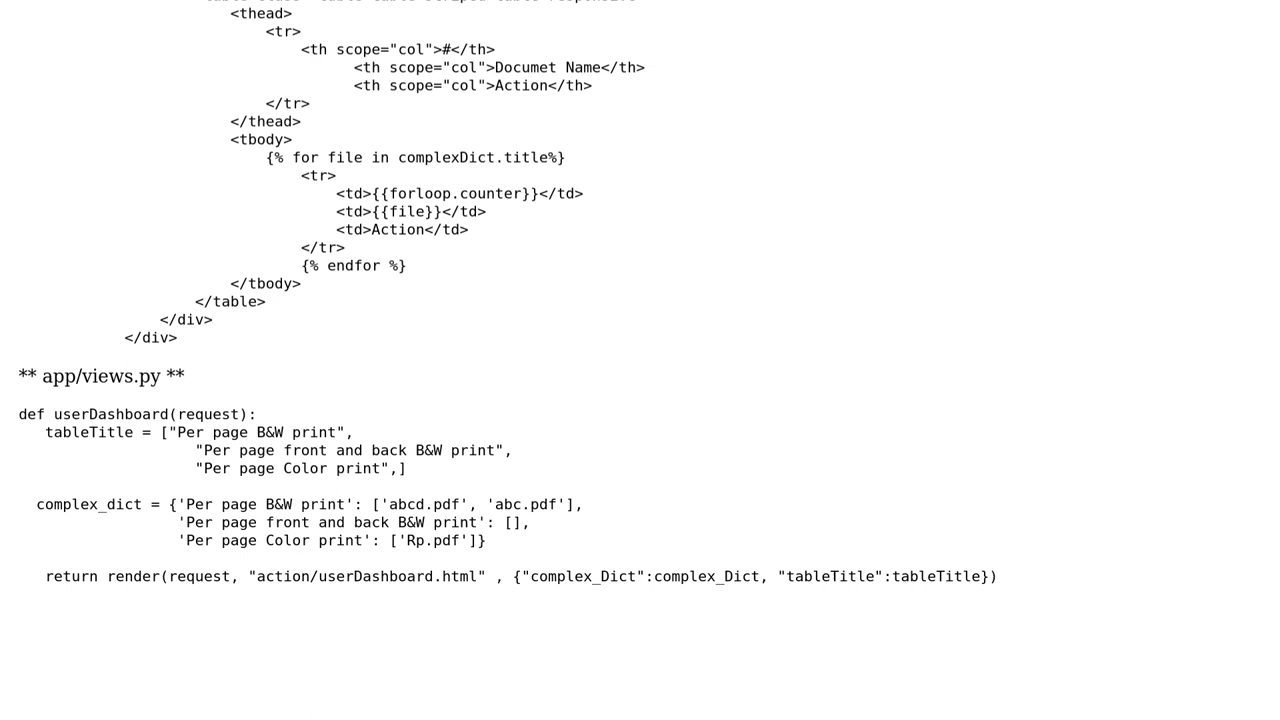 <thead>
<tr>
<th scope="col">#</th>
<th scope="col">Documet Name</th>
<th scope="col">Action</th>
</tr>
</thead>
<tbody>
{% for file in complexDict.title%}
<tr>
<td>{{forloop.counter}}</td>
<td>{{file}}</td>
<td>Action</td>
</tr>
{% endfor %}
</tbody>
</table>
</div>
</div>
** app/views.py **
def userDashboard(request):
tableTitle = ["Per page B&W print",
"Per page front and back B&W print",
"Per page Color print",]
complex_dict = {'Per page B&W print': ['abcd.pdf', 'abc.pdf'],
'Per page front and back B&W print': [],
'Per page Color print': ['Rp.pdf']}
return render(request, "action/userDashboard.html" , {"complex_Dict":complex_Dict, "tableTitle":tableTitle})